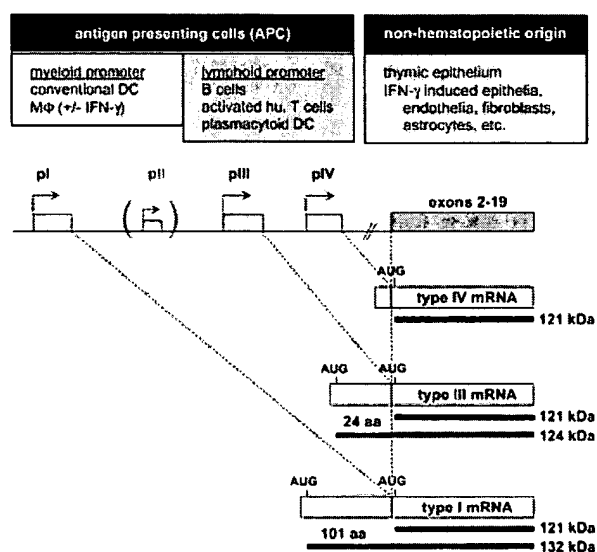 antigen presenting cells (APC)
non-hematopoietic origin
myeloid promoter
conventional DC
MΦ (+/- IFN-γ)
lymphoid promoter
B cells
activated hu. T cells
plasmacytoid DC
thymic epithelium
IFN-γ induced epithelia,
endothelia, fibroblasts,
astrocytes, etc.
pI
pII
pIII
pIV
( )
//
exons 2-19
AUG
type IV mRNA
121 kDa
AUG
AUG
type III mRNA
121 kDa
24 aa
124 kDa
AUG
AUG
type I mRNA
121 kDa
101 aa
132 kDa